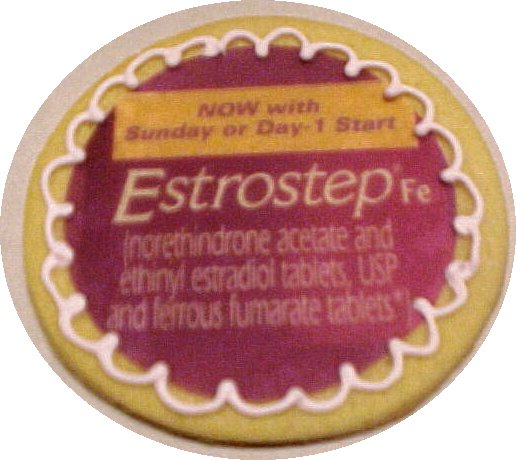 NOW with
Sunday or Day-1 Start
Estrostep® Fe
(norethindrone acetate and
ethinyl estradiol tablets, USP
and ferrous fumarate tablets*)